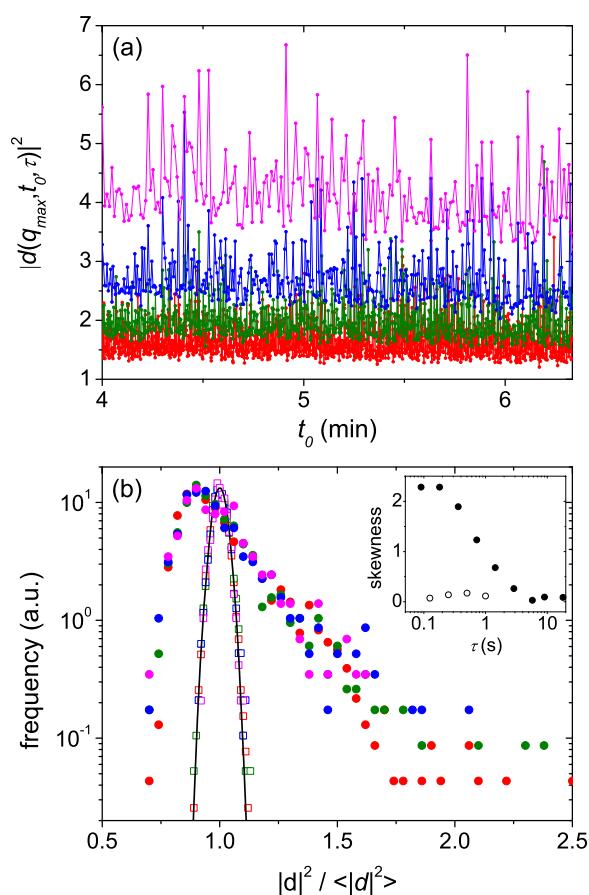 (a)
7
6
5
4
3
2
1
|d(q_max,t_0,τ)|^2
4 5 6
t_0 (min)
(b)
10^1
10^0
10^-1
frequency (a.u.)
0.5 1.0 1.5 2.0 2.5
|d|^2 / <|d|^2>
2
1
0
skewness
0.1 1 10
τ (s)